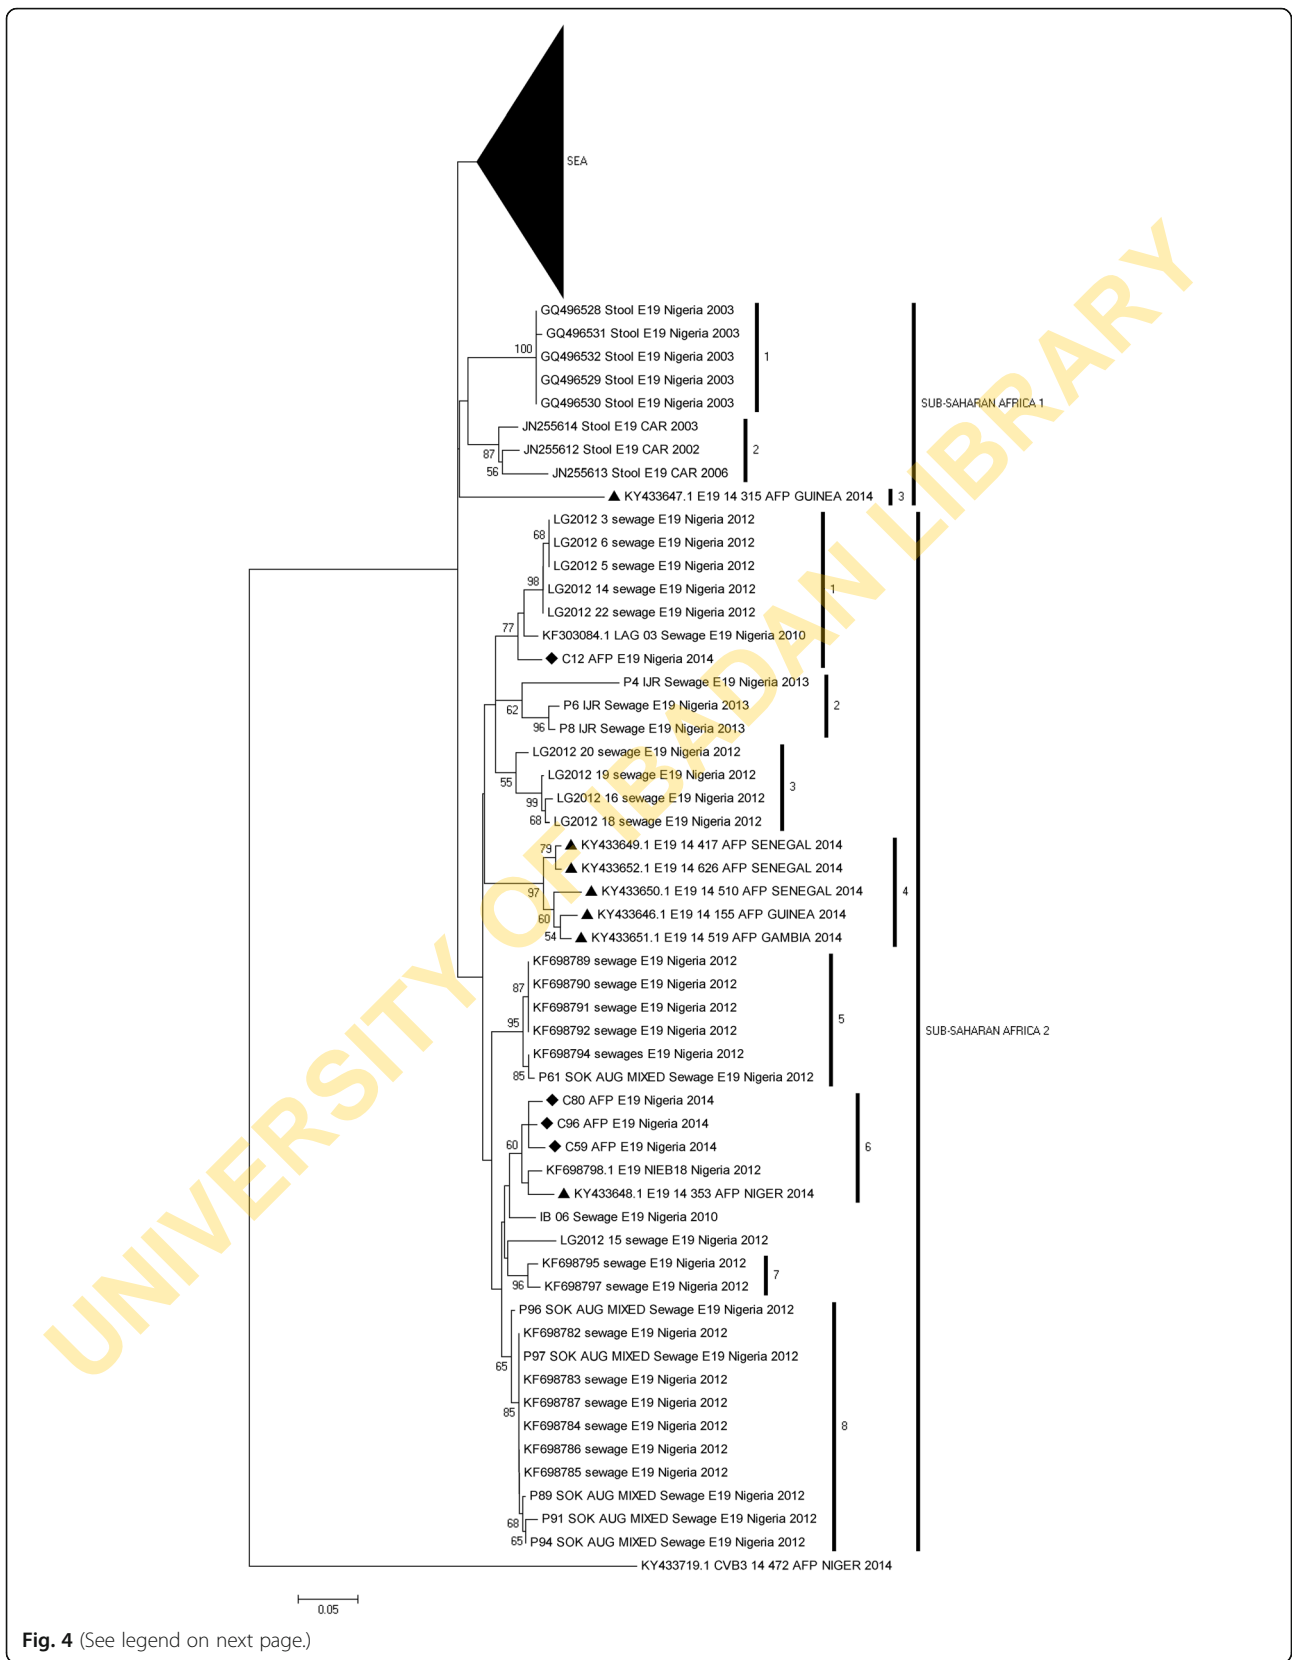 SEA
GQ496528 Stool E19 Nigeria 2003
GQ496531 Stool E19 Nigeria 2003
100
GQ496532 Stool E19 Nigeria 2003
1
GQ496529 Stool E19 Nigeria 2003
GQ496530 Stool E19 Nigeria 2003
SUB-SAHARAN AFRICA 1
JN255614 Stool E19 CAR 2003
87
JN255612 Stool E19 CAR 2002
2
56
JN255613 Stool E19 CAR 2006
KY433647.1 E19 14 315 AFP GUINEA 2014
3
LG2012 3 sewage E19 Nigeria 2012
68
LG2012 6 sewage E19 Nigeria 2012
LG2012 5 sewage E19 Nigeria 2012
98
LG2012 14 sewage E19 Nigeria 2012
1
LG2012 22 sewage E19 Nigeria 2012
77
KF303084.1 LAG 03 Sewage E19 Nigeria 2010
C12 AFP E19 Nigeria 2014
P4 IJR Sewage E19 Nigeria 2013
62
P6 IJR Sewage E19 Nigeria 2013
2
96
P8 IJR Sewage E19 Nigeria 2013
LG2012 20 sewage E19 Nigeria 2012
55
LG2012 19 sewage E19 Nigeria 2012
3
99
LG2012 16 sewage E19 Nigeria 2012
68
LG2012 18 sewage E19 Nigeria 2012
79
KY433649.1 E19 14 417 AFP SENEGAL 2014
KY433652.1 E19 14 626 AFP SENEGAL 2014
97
KY433650.1 E19 14 510 AFP SENEGAL 2014
4
60
KY433646.1 E19 14 155 AFP GUINEA 2014
54
KY433651.1 E19 14 519 AFP GAMBIA 2014
KF698789 sewage E19 Nigeria 2012
87
KF698790 sewage E19 Nigeria 2012
KF698791 sewage E19 Nigeria 2012
5
95
KF698792 sewage E19 Nigeria 2012
SUB-SAHARAN AFRICA 2
KF698794 sewages E19 Nigeria 2012
85
P61 SOK AUG MIXED Sewage E19 Nigeria 2012
C80 AFP E19 Nigeria 2014
C96 AFP E19 Nigeria 2014
60
C59 AFP E19 Nigeria 2014
6
KF698798.1 E19 NIEB18 Nigeria 2012
KY433648.1 E19 14 353 AFP NIGER 2014
IB 06 Sewage E19 Nigeria 2010
LG2012 15 sewage E19 Nigeria 2012
KF698795 sewage E19 Nigeria 2012
7
96
KF698797 sewage E19 Nigeria 2012
P96 SOK AUG MIXED Sewage E19 Nigeria 2012
KF698782 sewage E19 Nigeria 2012
65
P97 SOK AUG MIXED Sewage E19 Nigeria 2012
KF698783 sewage E19 Nigeria 2012
KF698787 sewage E19 Nigeria 2012
85
KF698784 sewage E19 Nigeria 2012
8
KF698786 sewage E19 Nigeria 2012
KF698785 sewage E19 Nigeria 2012
P89 SOK AUG MIXED Sewage E19 Nigeria 2012
68
P91 SOK AUG MIXED Sewage E19 Nigeria 2012
65
P94 SOK AUG MIXED Sewage E19 Nigeria 2012
KY433719.1 CVB3 14 472 AFP NIGER 2014
0.05
Fig. 4 (See legend on next page.)
UNIVERSITY OF IBADAN LIBRARY